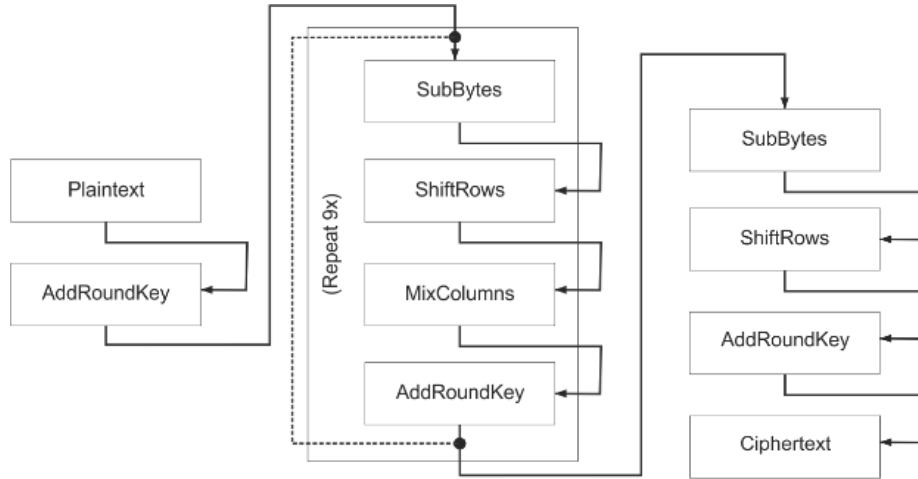 Plaintext
AddRoundKey
(Repeat 9x)
SubBytes
ShiftRows
MixColumns
AddRoundKey
SubBytes
ShiftRows
AddRoundKey
Ciphertext